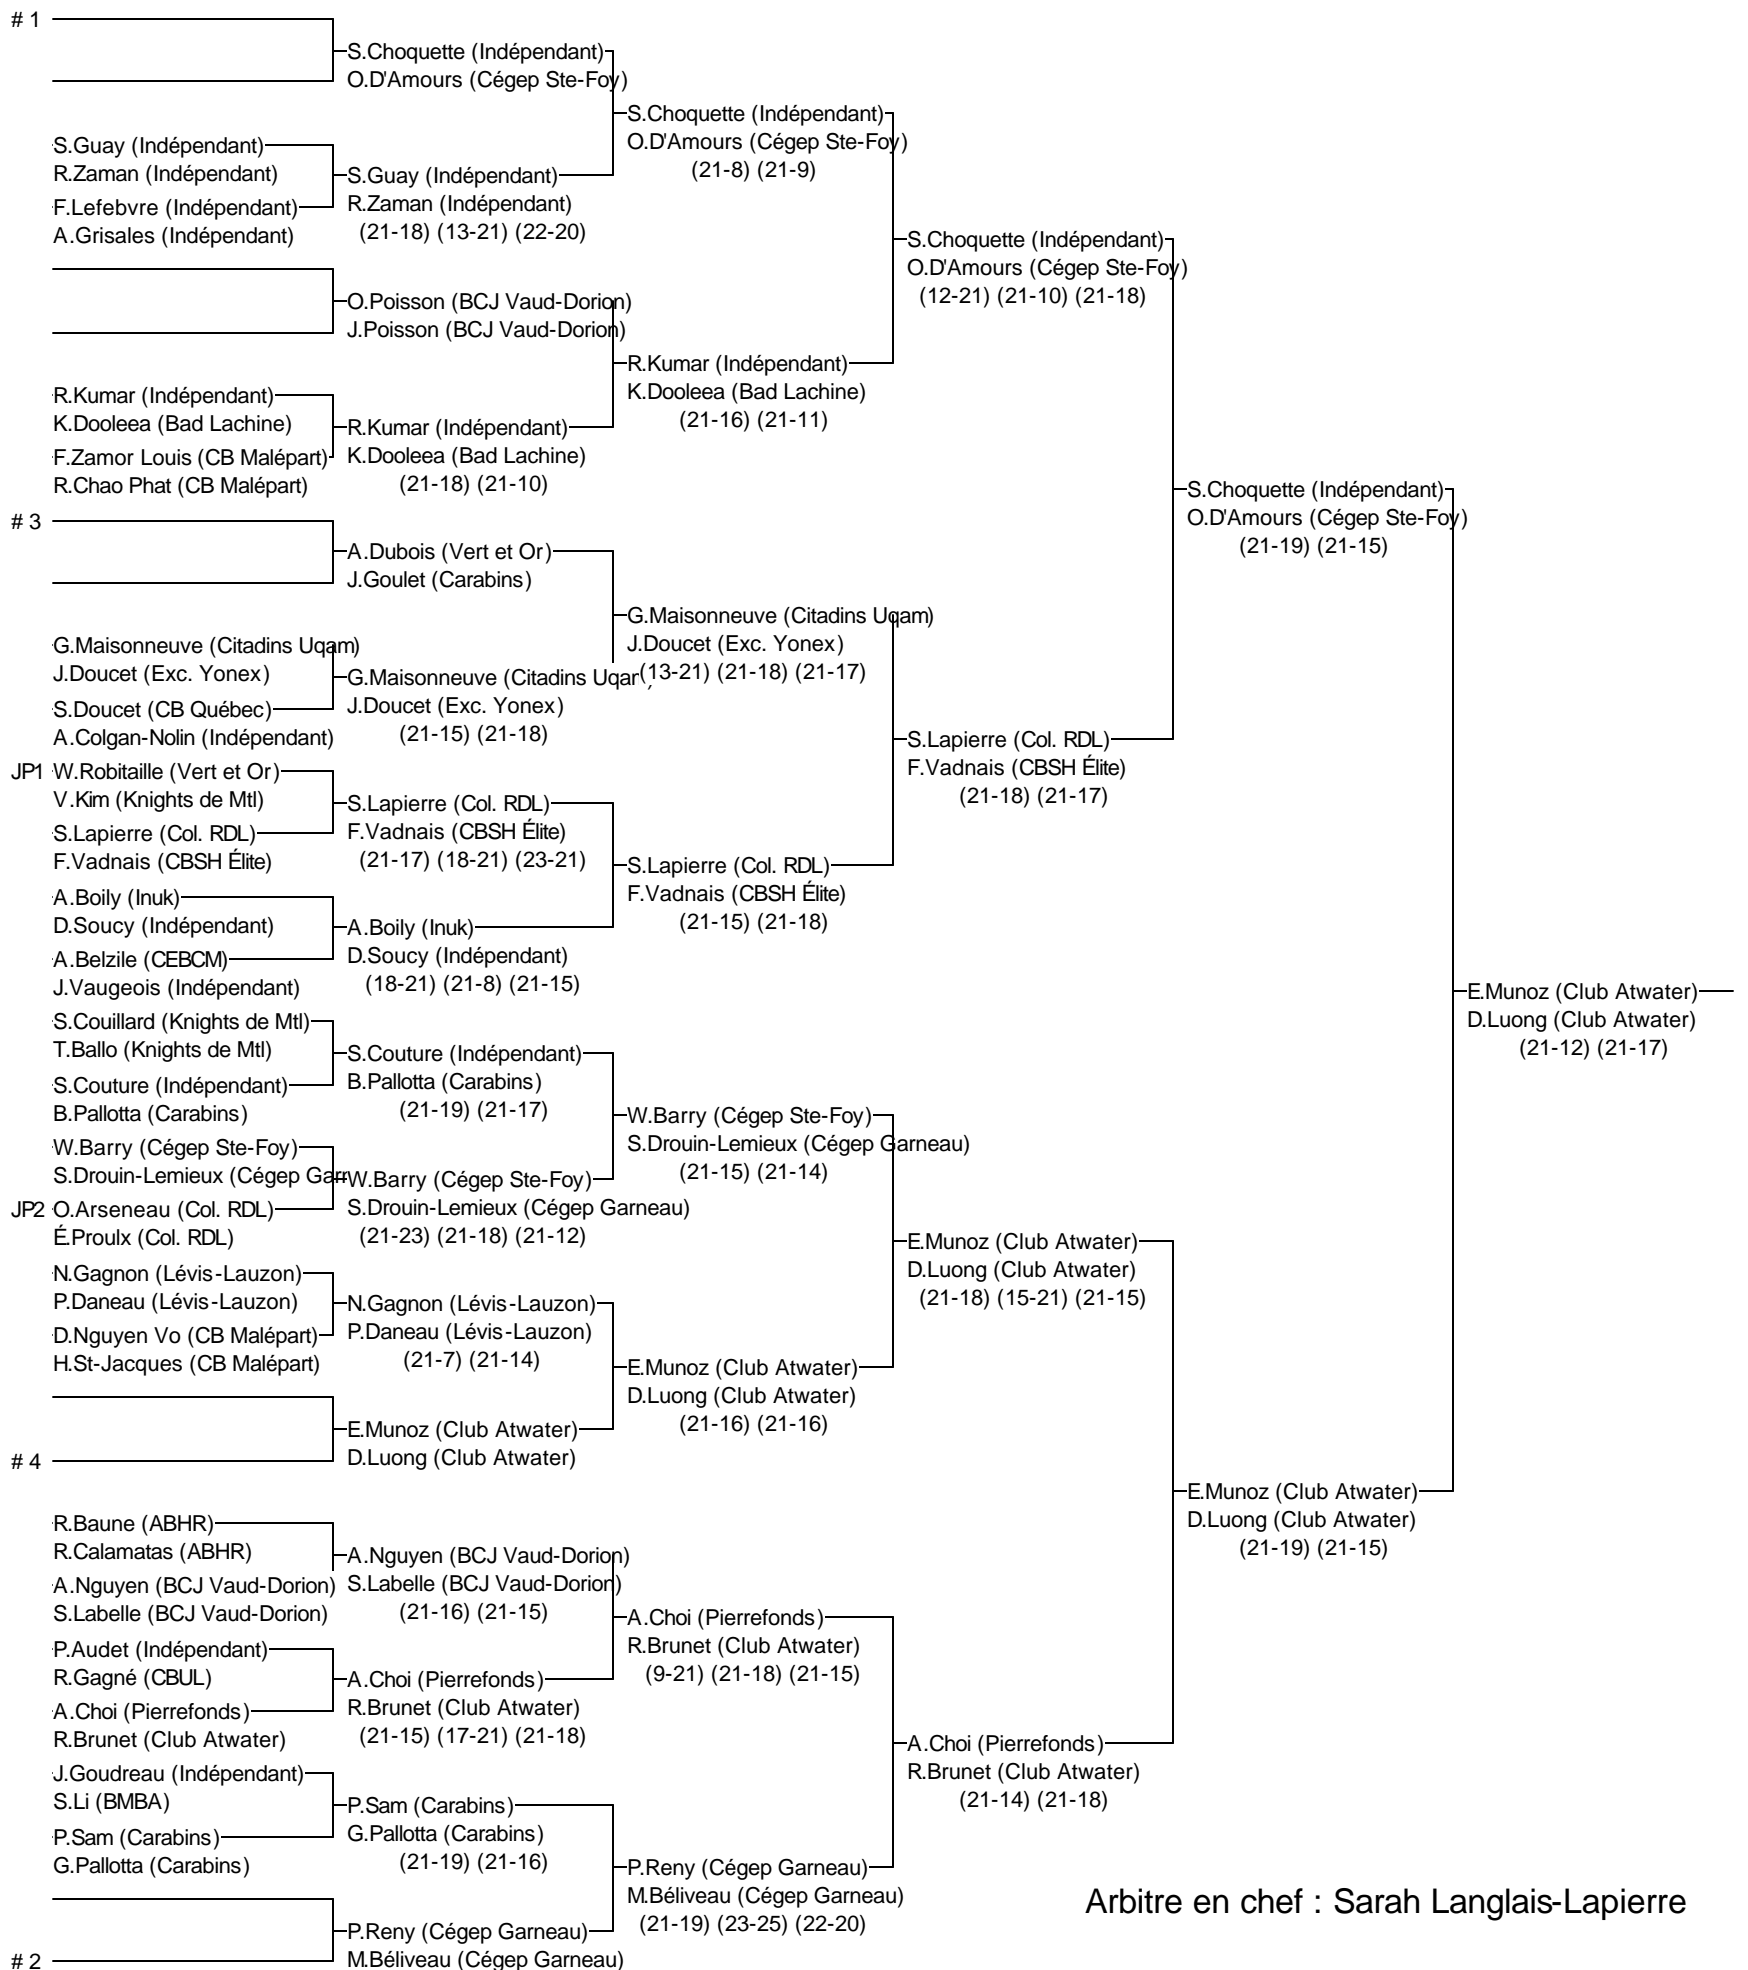 # 1
S.Choquette (Indépendant)
O.D'Amours (Cégep Ste-Foy)
S.Choquette (Indépendant)
O.D'Amours (Cégep Ste-Foy)
(21-8) (21-9)
S.Guay (Indépendant)
R.Zaman (Indépendant)
S.Guay (Indépendant)
R.Zaman (Indépendant)
(21-18) (13-21) (22-20)
F.Lefebvre (Indépendant)
A.Grisales (Indépendant)
S.Choquette (Indépendant)
O.D'Amours (Cégep Ste-Foy)
(12-21) (21-10) (21-18)
O.Poisson (BCJ Vaud-Dorion)
J.Poisson (BCJ Vaud-Dorion)
R.Kumar (Indépendant)
K.Dooleea (Bad Lachine)
(21-16) (21-11)
R.Kumar (Indépendant)
K.Dooleea (Bad Lachine)
R.Kumar (Indépendant)
K.Dooleea (Bad Lachine)
(21-18) (21-10)
F.Zamor Louis (CB Malépart)
R.Chao Phat (CB Malépart)
S.Choquette (Indépendant)
O.D'Amours (Cégep Ste-Foy)
(21-19) (21-15)
# 3
A.Dubois (Vert et Or)
J.Goulet (Carabins)
G.Maisonneuve (Citadins Uqam)
J.Doucet (Exc. Yonex)
(13-21) (21-18) (21-17)
G.Maisonneuve (Citadins Uqam)
J.Doucet (Exc. Yonex)
G.Maisonneuve (Citadins Uqam)
J.Doucet (Exc. Yonex)
(21-15) (21-18)
S.Doucet (CB Québec)
A.Colgan-Nolin (Indépendant)
S.Lapierre (Col. RDL)
F.Vadnais (CBSH Élite)
(21-18) (21-17)
JP1 W.Robitaille (Vert et Or)
V.Kim (Knights de Mtl)
S.Lapierre (Col. RDL)
F.Vadnais (CBSH Élite)
(21-17) (18-21) (23-21)
S.Lapierre (Col. RDL)
F.Vadnais (CBSH Élite)
S.Lapierre (Col. RDL)
F.Vadnais (CBSH Élite)
(21-15) (21-18)
A.Boily (Inuk)
D.Soucy (Indépendant)
A.Boily (Inuk)
D.Soucy (Indépendant)
(18-21) (21-8) (21-15)
A.Belzile (CEBCM)
J.Vaugeois (Indépendant)
E.Munoz (Club Atwater)
D.Luong (Club Atwater)
(21-12) (21-17)
S.Couillard (Knights de Mtl)
T.Ballo (Knights de Mtl)
S.Couture (Indépendant)
B.Pallotta (Carabins)
(21-19) (21-17)
S.Couture (Indépendant)
B.Pallotta (Carabins)
W.Barry (Cégep Ste-Foy)
S.Drouin-Lemieux (Cégep Garneau)
(21-15) (21-14)
W.Barry (Cégep Ste-Foy)
S.Drouin-Lemieux (Cégep Garr
W.Barry (Cégep Ste-Foy)
S.Drouin-Lemieux (Cégep Garneau)
(21-23) (21-18) (21-12)
JP2 O.Arseneau (Col. RDL)
É.Proulx (Col. RDL)
E.Munoz (Club Atwater)
D.Luong (Club Atwater)
(21-18) (15-21) (21-15)
N.Gagnon (Lévis-Lauzon)
P.Daneau (Lévis-Lauzon)
N.Gagnon (Lévis-Lauzon)
P.Daneau (Lévis-Lauzon)
(21-7) (21-14)
D.Nguyen Vo (CB Malépart)
H.St-Jacques (CB Malépart)
E.Munoz (Club Atwater)
D.Luong (Club Atwater)
(21-16) (21-16)
E.Munoz (Club Atwater)
D.Luong (Club Atwater)
# 4
E.Munoz (Club Atwater)
D.Luong (Club Atwater)
(21-19) (21-15)
R.Baune (ABHR)
R.Calamatas (ABHR)
A.Nguyen (BCJ Vaud-Dorion)
S.Labelle (BCJ Vaud-Dorion)
(21-16) (21-15)
A.Nguyen (BCJ Vaud-Dorion)
S.Labelle (BCJ Vaud-Dorion)
A.Choi (Pierrefonds)
R.Brunet (Club Atwater)
(9-21) (21-18) (21-15)
P.Audet (Indépendant)
R.Gagné (CBUL)
A.Choi (Pierrefonds)
R.Brunet (Club Atwater)
(21-15) (17-21) (21-18)
A.Choi (Pierrefonds)
R.Brunet (Club Atwater)
A.Choi (Pierrefonds)
R.Brunet (Club Atwater)
(21-14) (21-18)
J.Goudreau (Indépendant)
S.Li (BMBA)
P.Sam (Carabins)
G.Pallotta (Carabins)
(21-19) (21-16)
P.Sam (Carabins)
G.Pallotta (Carabins)
P.Reny (Cégep Garneau)
M.Béliveau (Cégep Garneau)
(21-19) (23-25) (22-20)
P.Reny (Cégep Garneau)
M.Béliveau (Cégep Garneau)
# 2
Arbitre en chef : Sarah Langlais-Lapierre